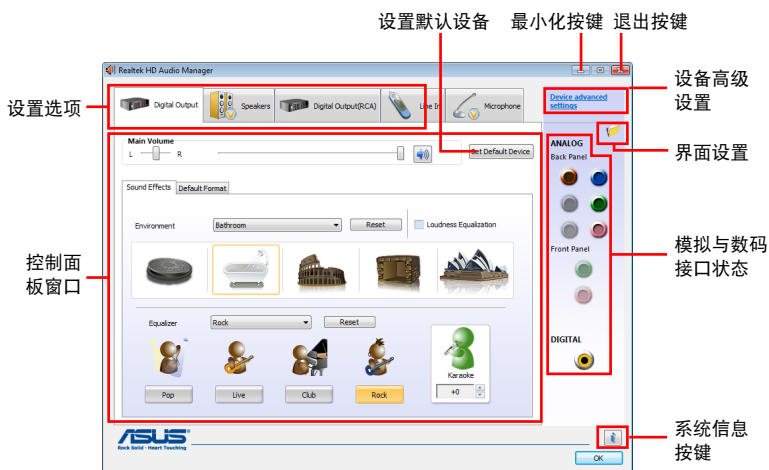 设置默认设备
最小化按键
退出按键
Realtek HD Audio Manager
设置选项
Digital Output
Speakers
Digital Output(RCA)
Line In
Microphone
Device advanced
settings
设备高级
设置
界面设置
Main Volume
L
R
Set Default Device
ANALOG
Back Panel
Sound Effects
Default Format
Environment
Bathroom
Reset
Loudness Equalization
Front Panel
模拟与数码
接口状态
控制面
板窗口
Equalizer
Rock
Reset
Karaoke
+0
Pop
Live
Club
Rock
DIGITAL
ASUS
Rock Solid · Heart Touching
系统信息
按键
OK